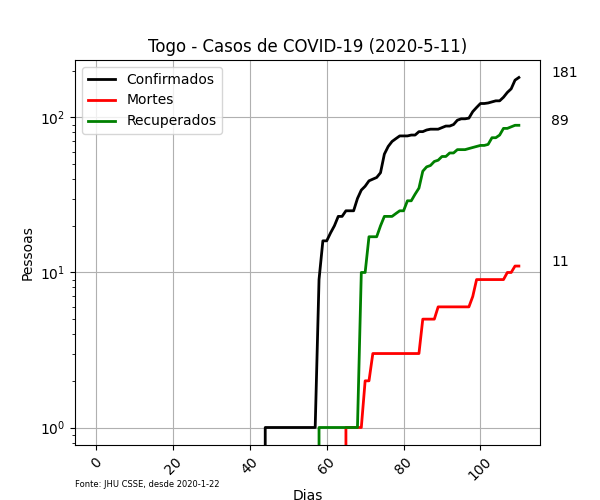 Togo - Casos de COVID-19 (2020-5-11)
Confirmados
Mortes
Recuperados
181
89
11
10²
10¹
10⁰
Pessoas
0
20
40
60
80
100
Dias
Fonte: JHU CSSE, desde 2020-1-22